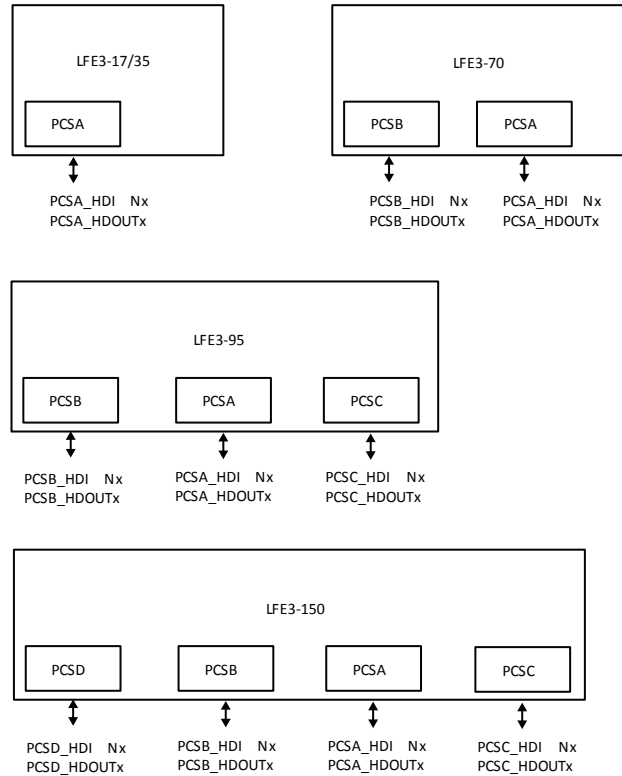 LFE3-17/35
PCSA
PCSA_HDI Nx
PCSA_HDOUTx
LFE3-70
PCSB PCSA
PCSB_HDI Nx PCSA_HDI Nx
PCSB_HDOUTx PCSA_HDOUTx
LFE3-95
PCSB PCSA PCSC
PCSB_HDI Nx PCSA_HDI Nx PCSC_HDI Nx
PCSB_HDOUTx PCSA_HDOUTx PCSC_HDOUTx
LFE3-150
PCSD PCSB PCSA PCSC
PCSD_HDI Nx PCSB_HDI Nx PCSA_HDI Nx PCSC_HDI Nx
PCSD_HDOUTx PCSB_HDOUTx PCSA_HDOUTx PCSC_HDOUTx